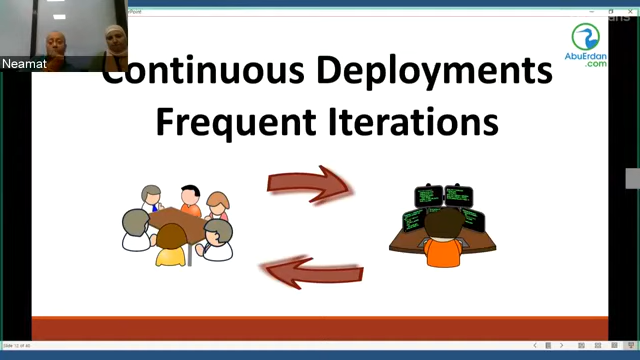 Neamat
Continuous Deployments
Frequent Iterations
AbuErdan
.com